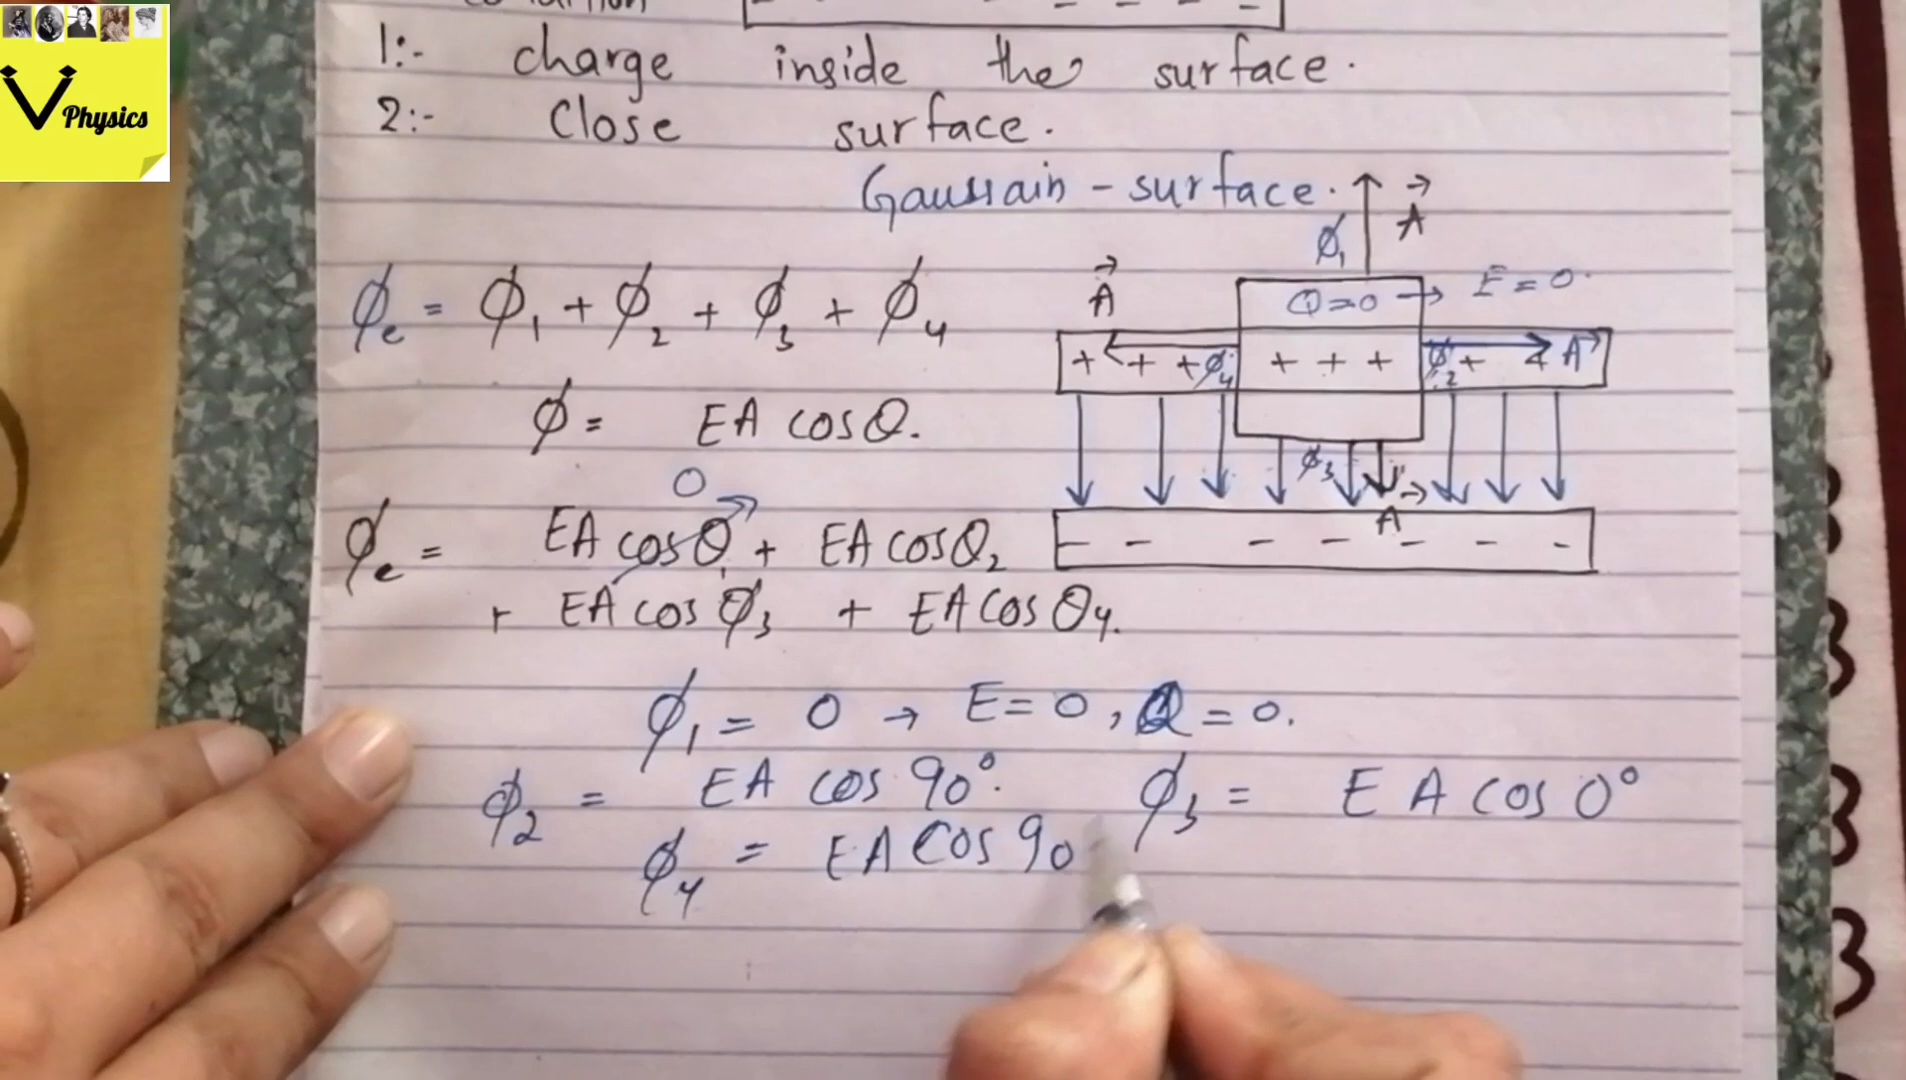 V Physics
1:- charge inside the surface.
2:- Close surface.
Gaussain - surface.
ϕe = ϕ1 + ϕ2 + ϕ3 + ϕ4
ϕ = EA cosθ.
0
ϕe = EA cosθ1 + EA cosθ2
+ EA cos ϕ3 + EA cos θ4.
A
ϕ1
A
Q=0 → E=0.
+ + + ϕ4 + + + ϕ2 + + A
ϕ3
A
- - - - - - -
ϕ1 = 0 → E=0, Q=0.
ϕ2 = EA cos 90°. ϕ3 = EA cos 0°
ϕ4 = EA Cos 90